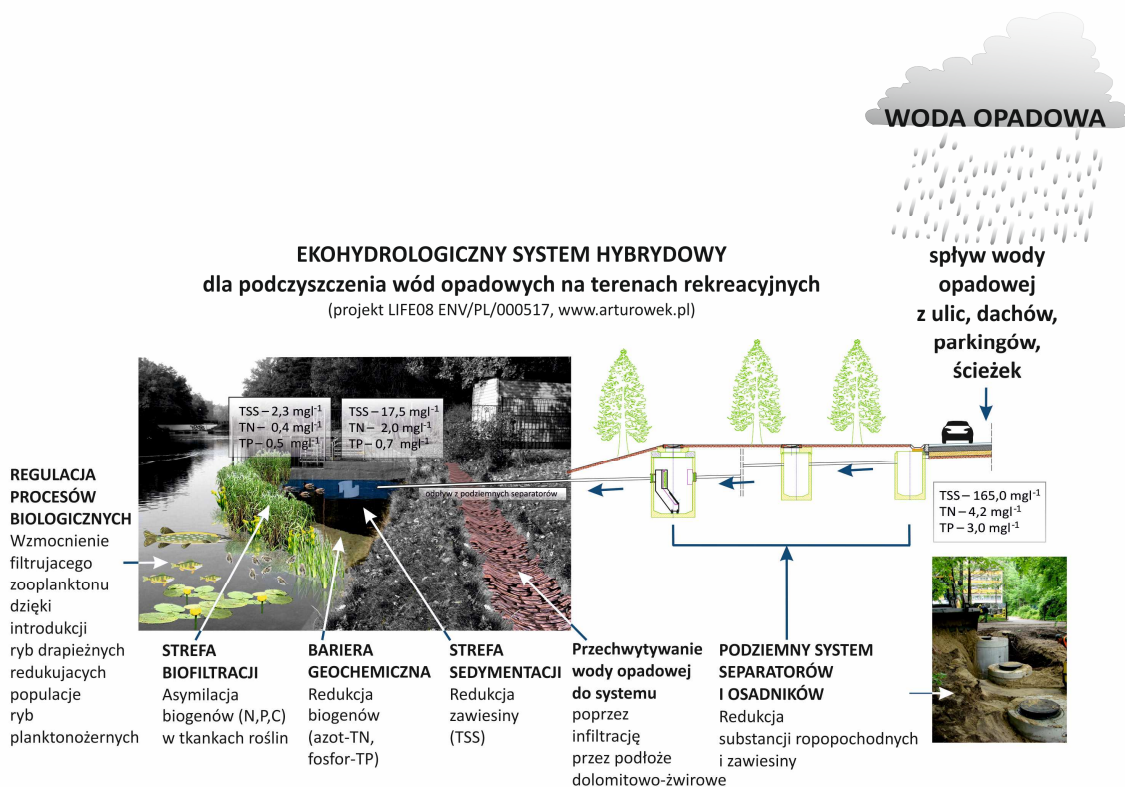 WODA OPADOWA
spływ wody
opadowej
z ulic, dachów,
parkingów,
ścieżek
EKOHYDROLOGICZNY SYSTEM HYBRYDOWY
dla podczyszczenia wód opadowych na terenach rekreacyjnych
(projekt LIFE08 ENV/PL/000517, www.arturowek.pl)
TSS – 2,3 mgl-1
TN – 0,4 mgl-1
TP – 0,5 mgl-1
TSS – 17,5 mgl-1
TN – 2,0 mgl-1
TP – 0,7 mgl-1
odpływ z podziemnych separatorów
TSS – 165,0 mgl-1
TN – 4,2 mgl-1
TP – 3,0 mgl-1
REGULACJA
PROCESÓW
BIOLOGICZNYCH
Wzmocnienie
filtrujacego
zooplanktonu
dzięki
introdukcji
ryb drapieżnych
redukujacych
populacje
ryb
planktonożernych
STREFA
BIOFILTRACJI
Asymilacja
biogenów (N,P,C)
w tkankach roślin
BARIERA
GEOCHEMICZNA
Redukcja
biogenów
(azot-TN,
fosfor-TP)
STREFA
SEDYMENTACJI
Redukcja
zawiesiny
(TSS)
Przechwytywanie
wody opadowej
do systemu
poprzez
infiltrację
przez podłoże
dolomitowo-żwirowe
PODZIEMNY SYSTEM
SEPARATORÓW
I OSADNIKÓW
Redukcja
substancji ropopochodnych
i zawiesiny